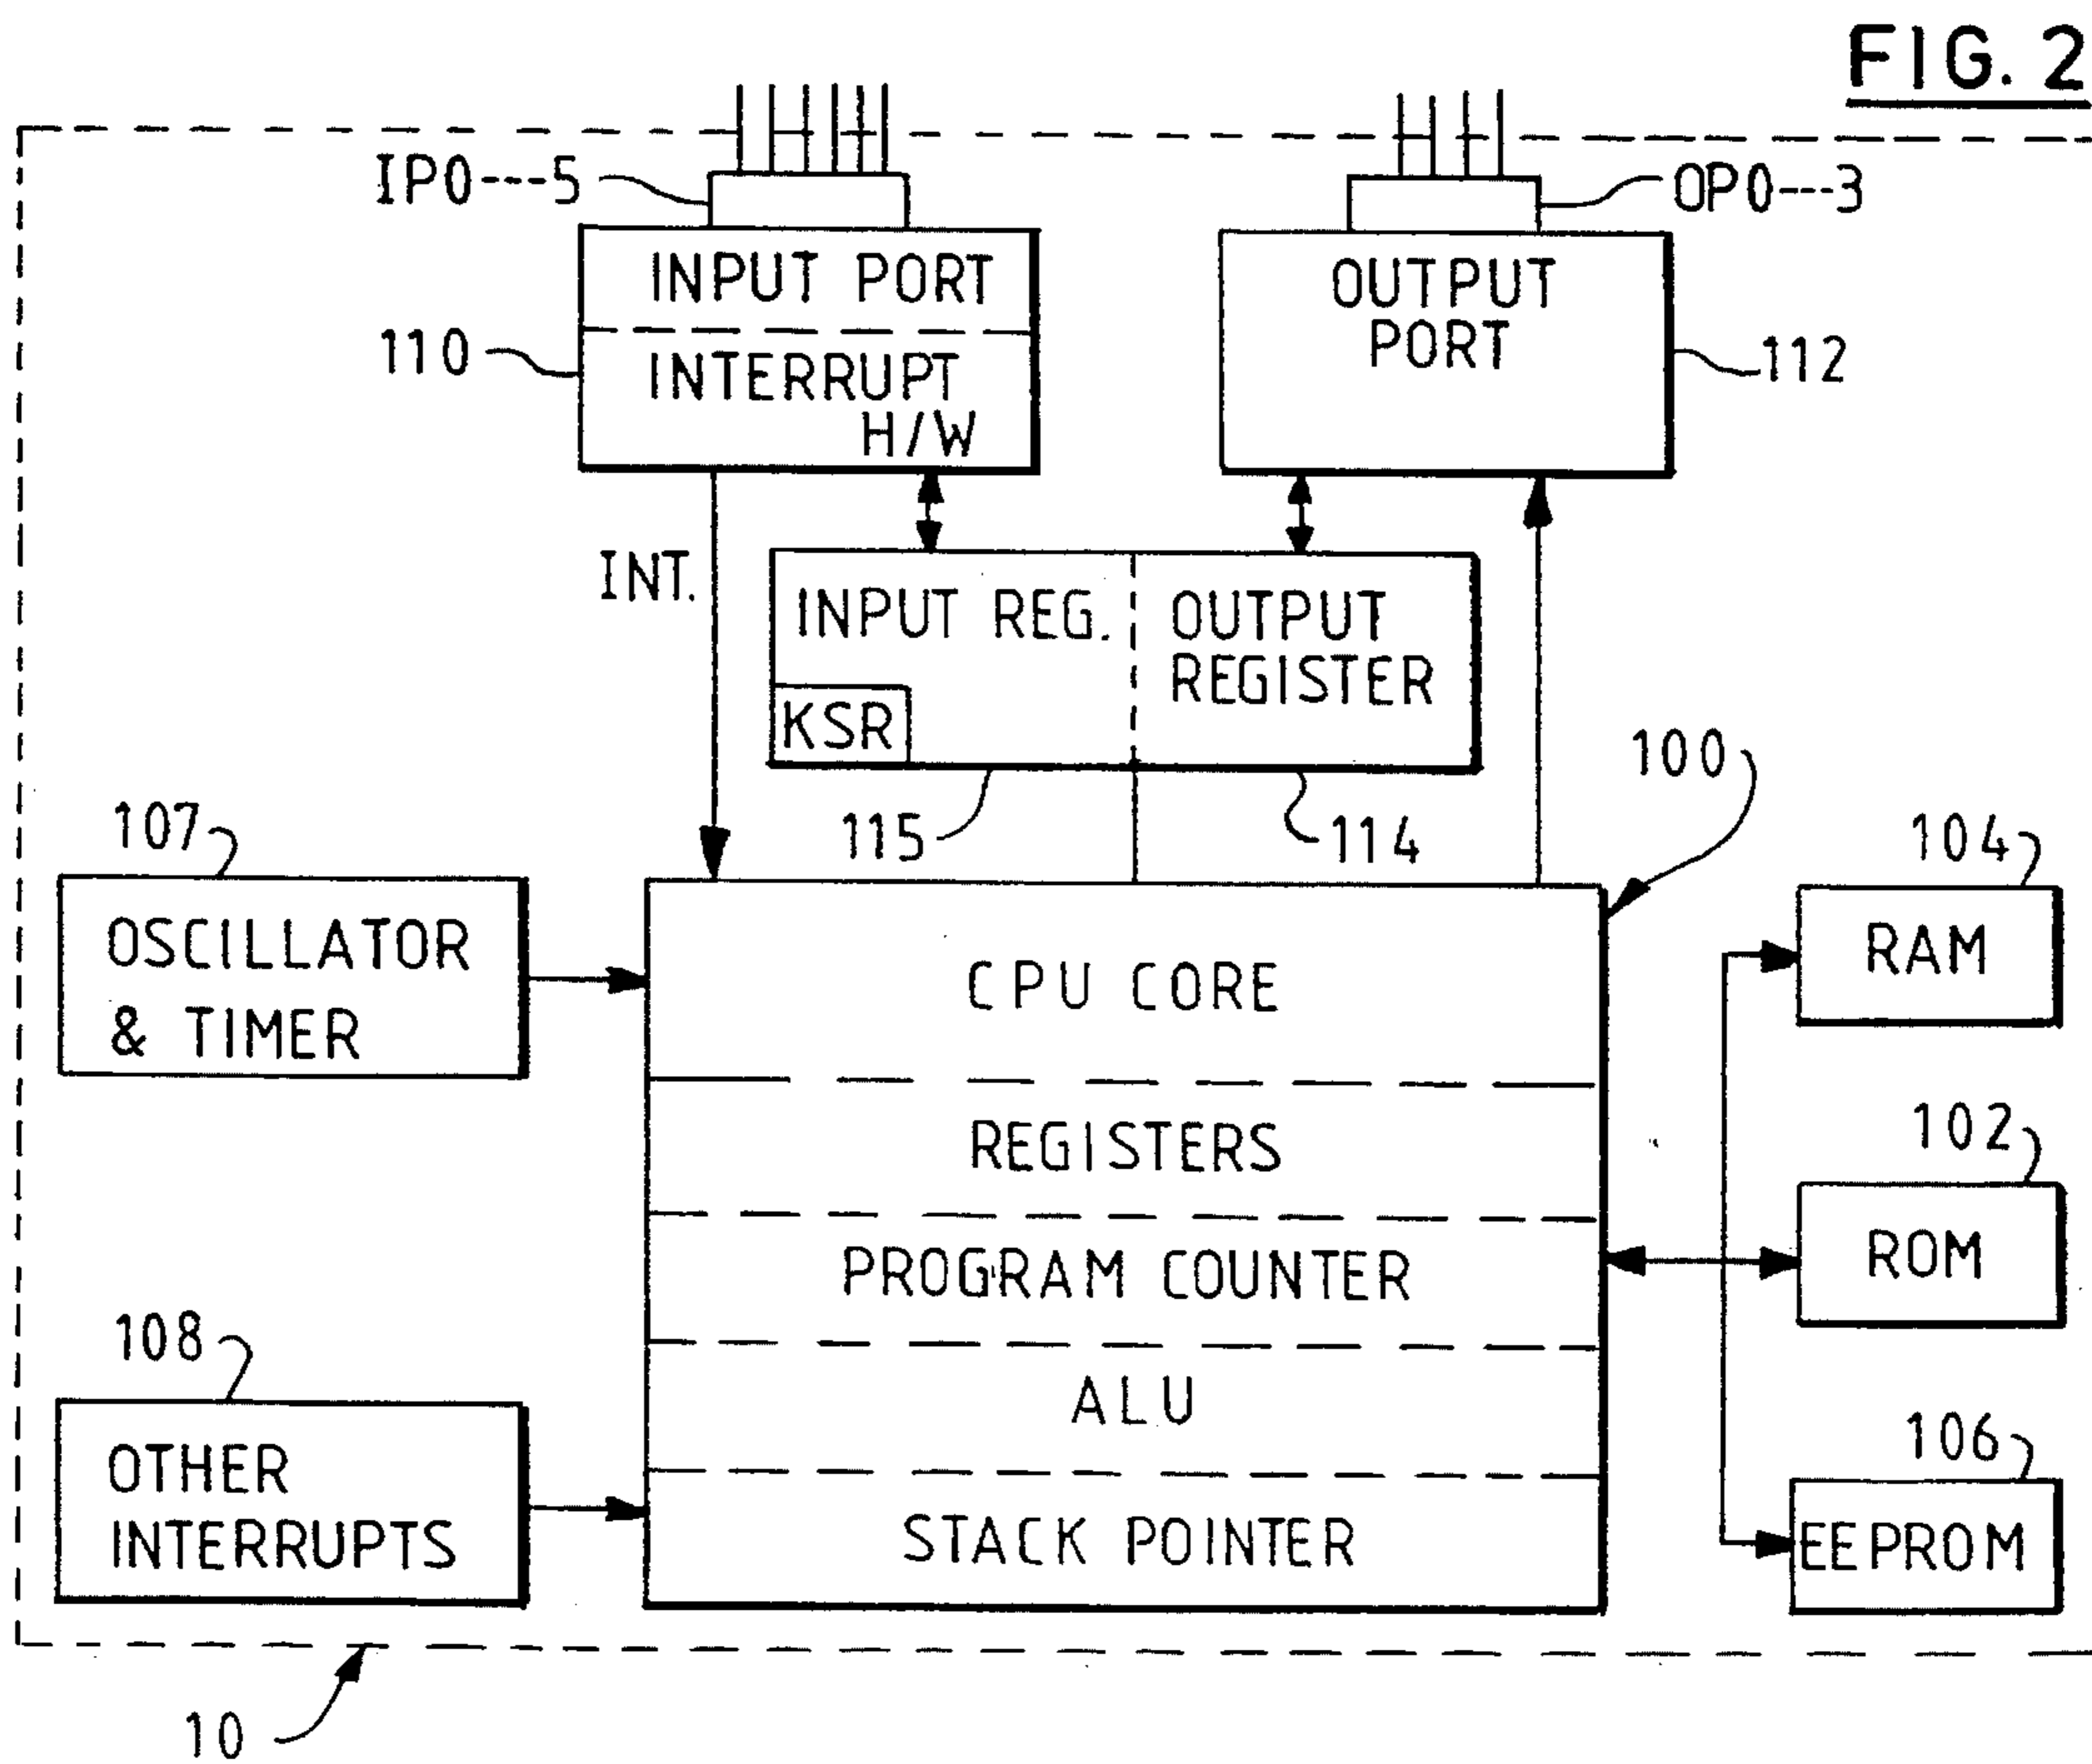 FIG. 2
IP0---5
OP0---3
INPUT PORT
INTERRUPT
H/W
110
OUTPUT
PORT
112
INT.
INPUT REG.
KSR
OUTPUT
REGISTER
115
114
100
107
OSCILLATOR
& TIMER
CPU CORE
REGISTERS
PROGRAM COUNTER
ALU
STACK POINTER
104
RAM
102
ROM
108
OTHER
INTERRUPTS
106
EEPROM
10